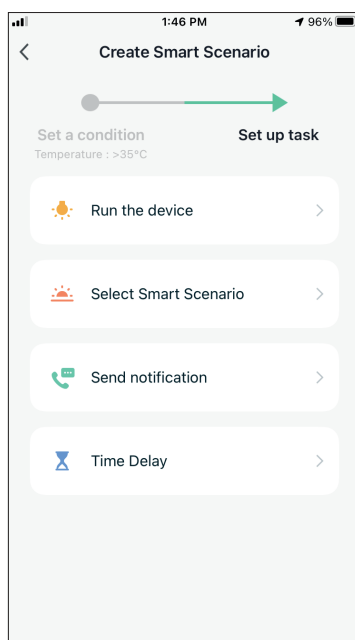 1:46 PM
96%
Create Smart Scenario
Set a condition
Set up task
Temperature : >35°C
Run the device
Select Smart Scenario
Send notification
Time Delay